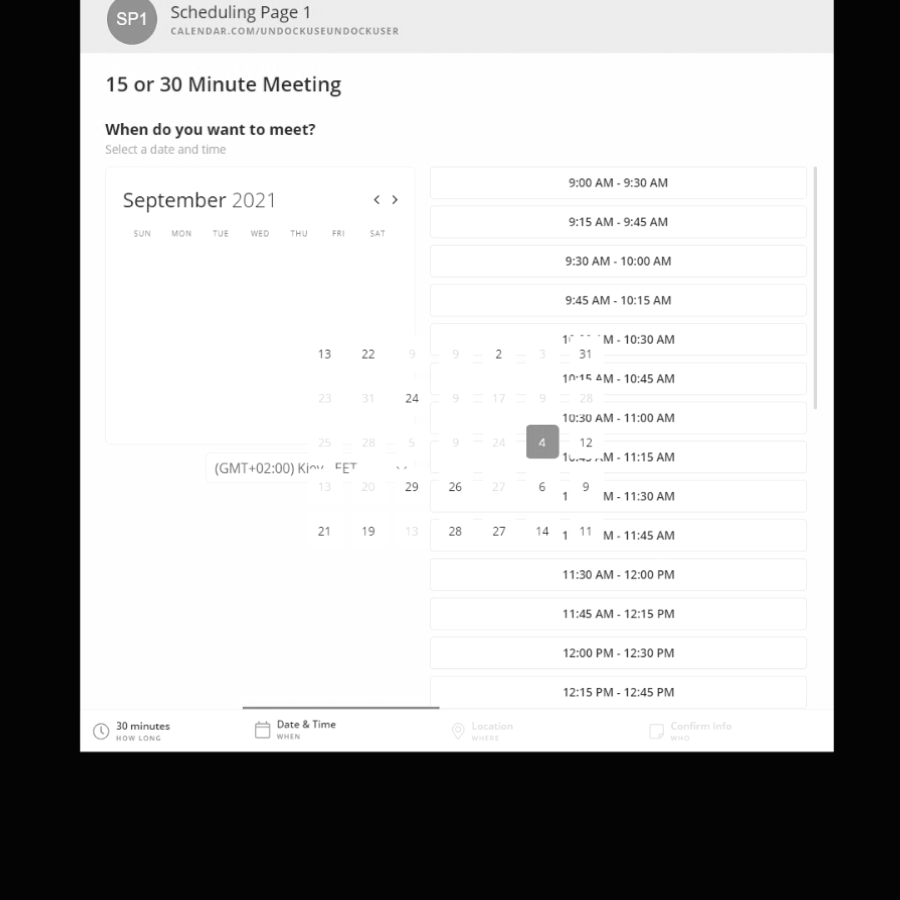 SP1
Scheduling Page 1
CALENDAR.COM/UNDOCKUSEUNDOCKUSER
15 or 30 Minute Meeting
When do you want to meet?
Select a date and time
September 2021
SUN MON TUE WED THU FRI SAT
9:00 AM - 9:30 AM
9:15 AM - 9:45 AM
9:30 AM - 10:00 AM
9:45 AM - 10:15 AM
M - 10:30 AM
13 22 9 9 2 3 31
10:15 AM - 10:45 AM
23 31 24 9 17 9 28
10:30 AM - 11:00 AM
25 28 5 9 24 4 12
M - 11:15 AM
(GMT+02:00) Kiev EET
13 20 29 26 27 6 9
M - 11:30 AM
21 19 13 28 27 14 11
M - 11:45 AM
11:30 AM - 12:00 PM
11:45 AM - 12:15 PM
12:00 PM - 12:30 PM
12:15 PM - 12:45 PM
30 minutes
HOW LONG
Date & Time
WHEN
Location
WHERE
Confirm Info
WHO